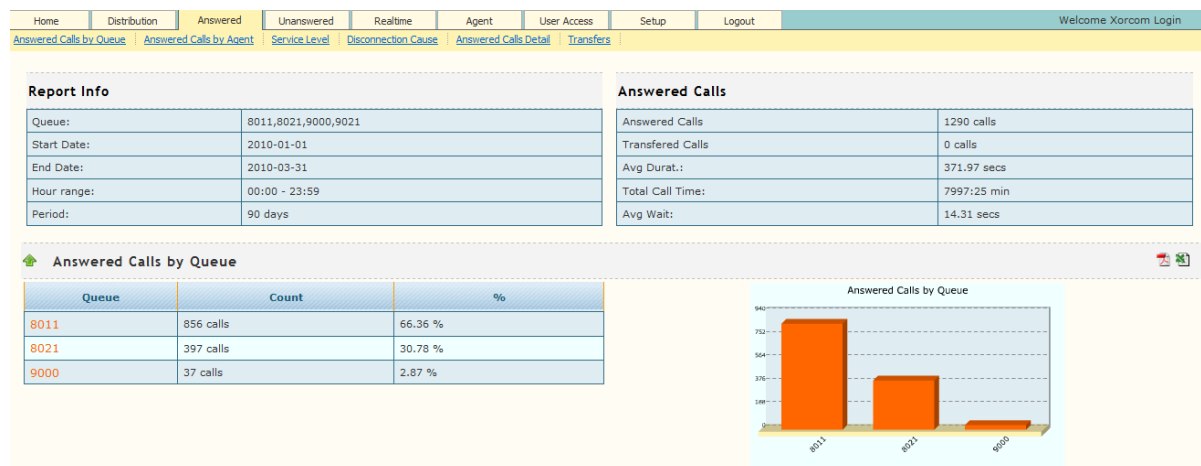 Home Distribution Answered Unanswered Realtime Agent User Access Setup Logout Welcome Xorcom Login
Answered Calls by Queue Answered Calls by Agent Service Level Disconnection Cause Answered Calls Detail Transfers
Report Info
Queue: 8011,8021,9000,9021
Start Date: 2010-01-01
End Date: 2010-03-31
Hour range: 00:00 - 23:59
Period: 90 days
Answered Calls
Answered Calls 1290 calls
Transfered Calls 0 calls
Avg Durat.: 371.97 secs
Total Call Time: 7997:25 min
Avg Wait: 14.31 secs
Answered Calls by Queue
Queue Count %
8011 856 calls 66.36 %
8021 397 calls 30.78 %
9000 37 calls 2.87 %
Answered Calls by Queue
940
752
564
376
188
0
8011 8021 9000